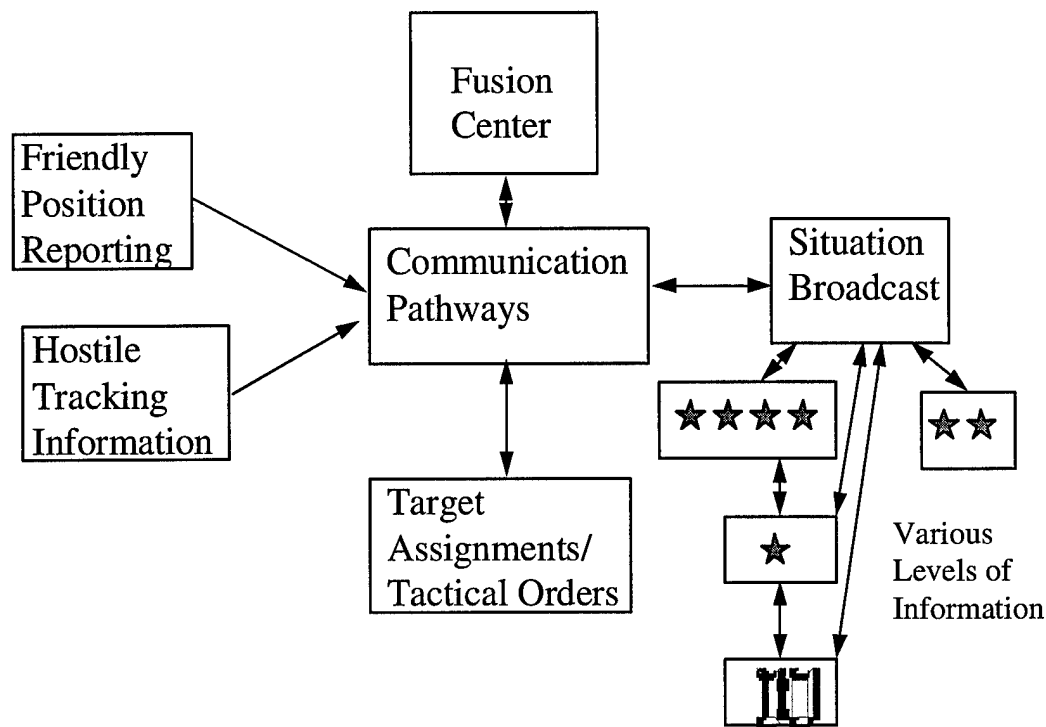 Fusion
Center
Friendly
Position
Reporting
Communication
Pathways
Situation
Broadcast
Hostile
Tracking
Information
Target
Assignments/
Tactical Orders
Various
Levels of
Information